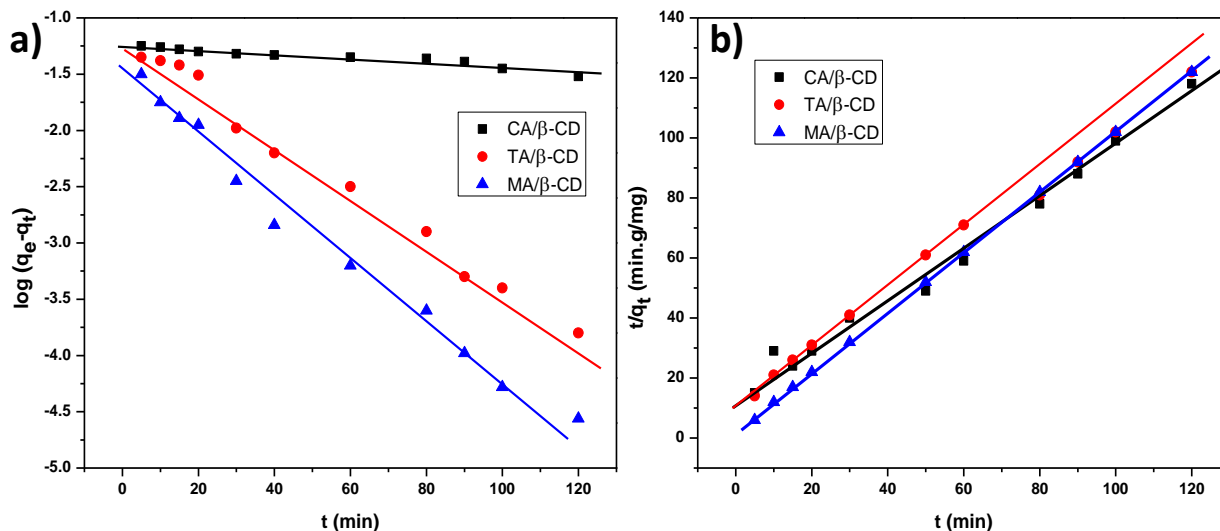 a)
-1.0
-1.5
-2.0
-2.5
-3.0
-3.5
-4.0
-4.5
-5.0
log (qe-qt)
CA/β-CD
TA/β-CD
MA/β-CD
0 20 40 60 80 100 120
t (min)
b)
140
120
100
80
60
40
20
0
t/qt (min.g/mg)
CA/β-CD
TA/β-CD
MA/β-CD
0 20 40 60 80 100 120
t (min)